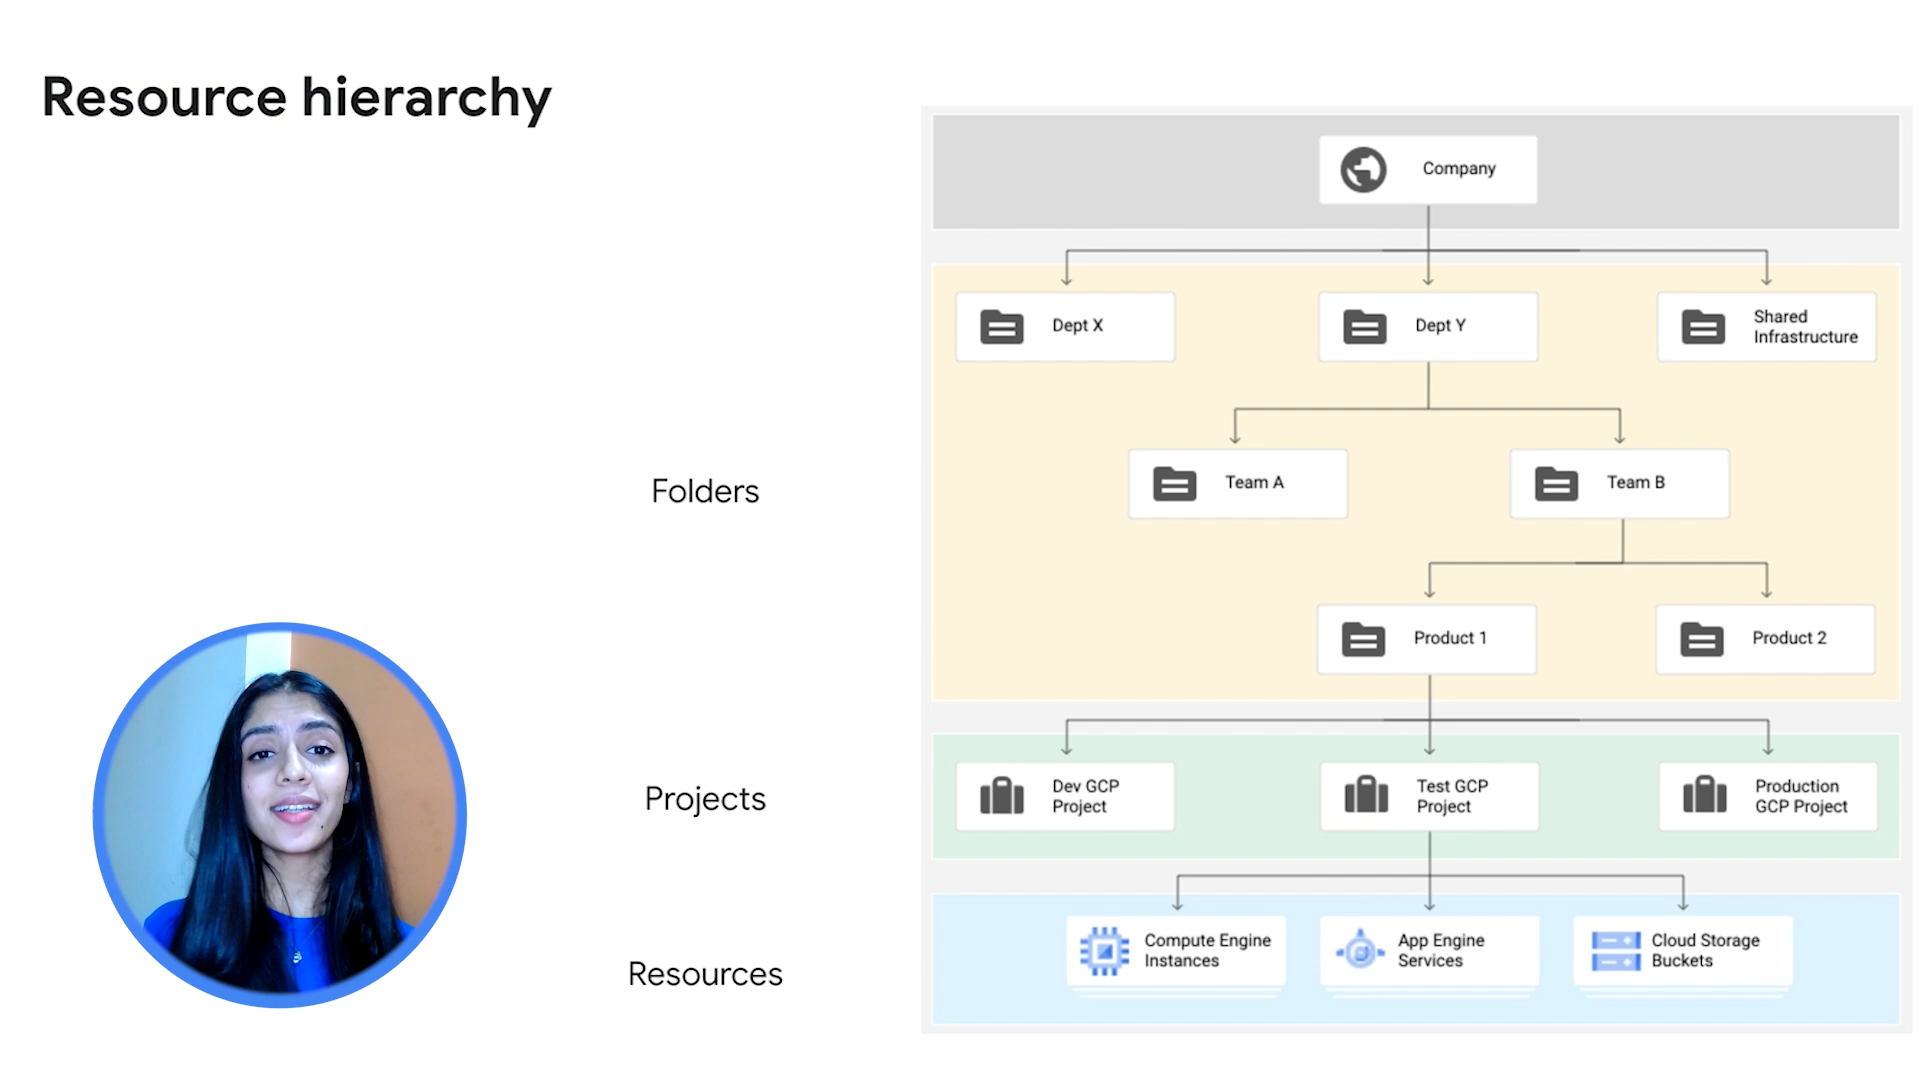 Resource hierarchy
Company
Dept X
Dept Y
Shared
Infrastructure
Folders
Team A
Team B
Product 1
Product 2
Projects
Dev GCP
Project
Test GCP
Project
Production
GCP Project
Resources
Compute Engine
Instances
App Engine
Services
Cloud Storage
Buckets